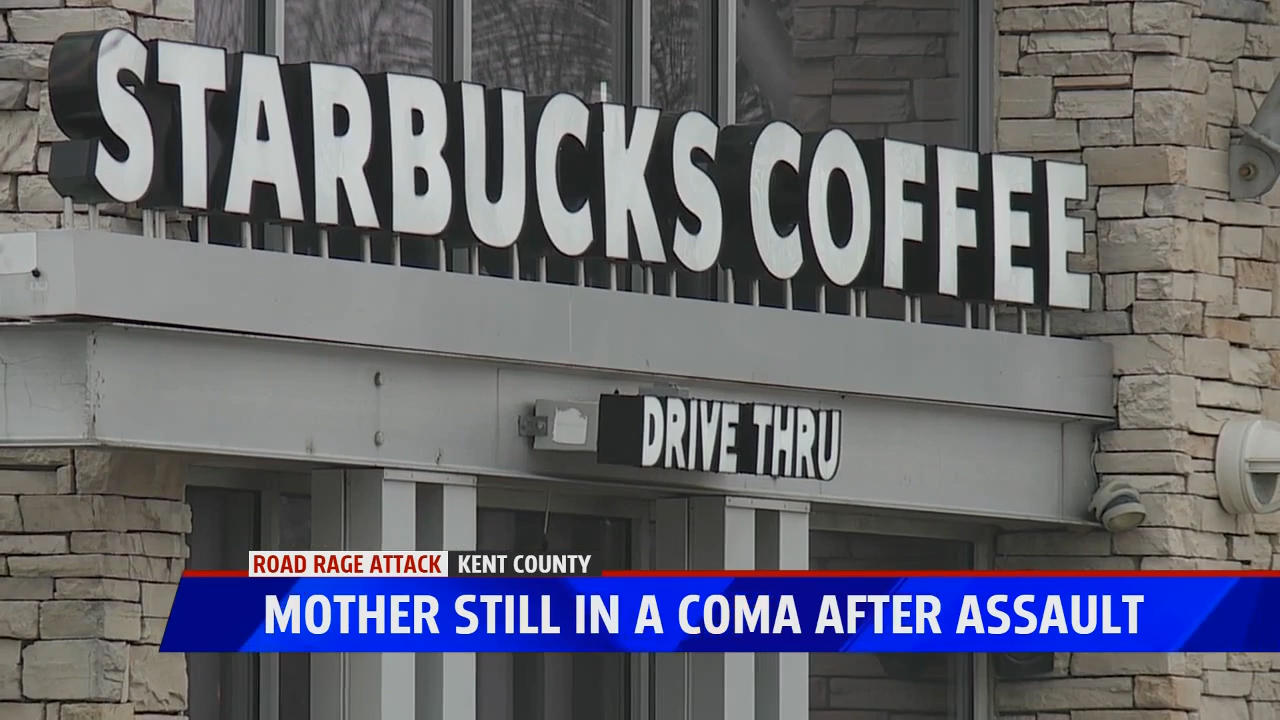 STARBUCKS COFFEE
DRIVE THRU
ROAD RAGE ATTACK KENT COUNTY
MOTHER STILL IN A COMA AFTER ASSAULT